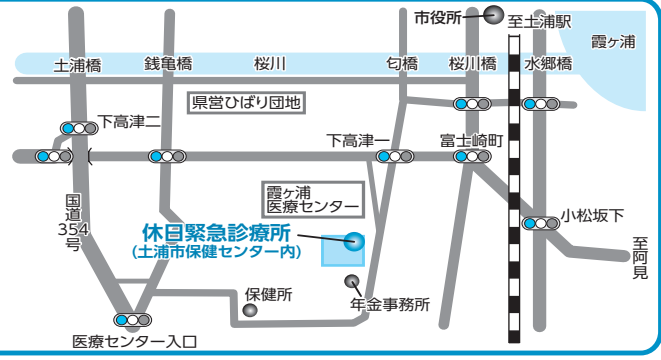 市役所
至土浦駅
霞ヶ浦
土浦橋
銭亀橋
桜川
匂橋
桜川橋
水郷橋
県営ひばり団地
下高津二
下高津一
富士崎町
国道354号
霞ヶ浦
医療センター
小松坂下
休日緊急診療所
(土浦市保健センター内)
至阿見
保健所
年金事務所
医療センター入口